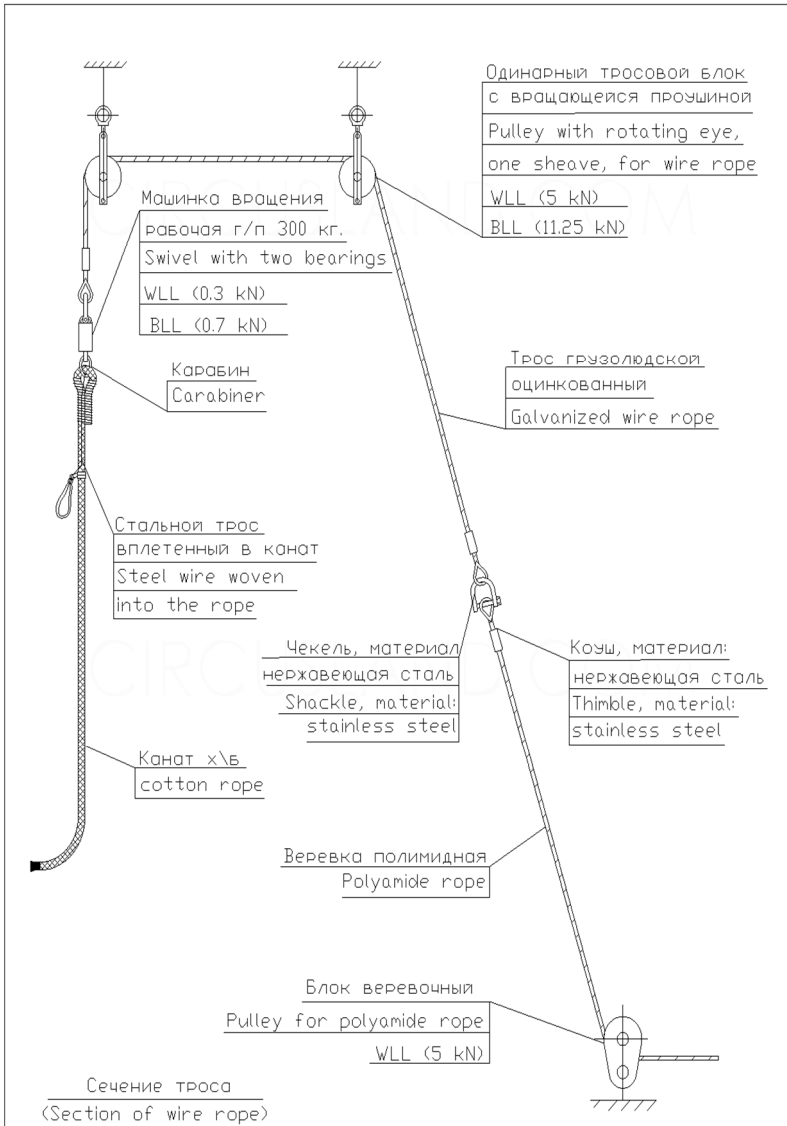 Одинарный тросовой блок
с вращающейся проушиной
Pulley with rotating eye,
one sheave, for wire rope
WLL (5 kN)
BLL (11.25 kN)
CIRCUSLAND.COM
Машинка вращения
рабочая г/п 300 кг.
Swivel with two bearings
WLL (0.3 kN)
BLL (0.7 kN)
Карабин
Carabiner
Трос грузолюдской
оцинкованный
Galvanized wire rope
Стальной трос
вплетенный в канат
Steel wire woven
into the rope
CIRCUSLAND.COM
Чекель, материал
нержавеющая сталь
Shackle, material:
stainless steel
Коуш, материал:
нержавеющая сталь
Thimble, material:
stainless steel
Канат х\б
cotton rope
Веревка полимидная
Polyamide rope
Блок веревочный
Pulley for polyamide rope
WLL (5 kN)
Сечение троса
(Section of wire rope)